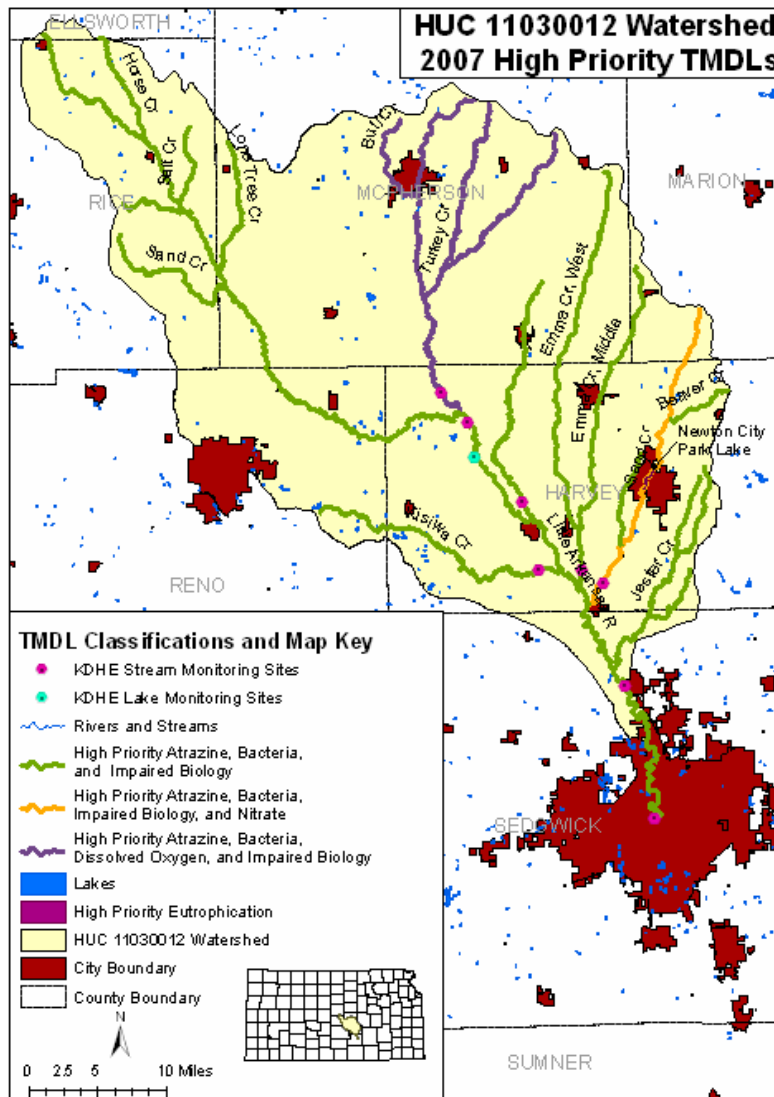 HUC 11030012 Watershed
2007 High Priority TMDLs
ELLSWORTH
Horse Cr
Salt Cr
Lone Tree Cr
RICE
Sand Cr
Bull Cr
MCPHERSON
Turkey Cr
MARION
Emma Cr, West
Emma Cr, Middle
Beaver Cr
Sand Cr
Newton City
Park Lake
HARVEY
Kisiwa Cr
Little Arkansas R
Jester Cr
RENO
SEDGWICK
SUMNER
TMDL Classifications and Map Key
KDHE Stream Monitoring Sites
KDHE Lake Monitoring Sites
Rivers and Streams
High Priority Atrazine, Bacteria,
and Impaired Biology
High Priority Atrazine, Bacteria,
Impaired Biology, and Nitrate
High Priority Atrazine, Bacteria,
Dissolved Oxygen, and Impaired Biology
Lakes
High Priority Eutrophication
HUC 11030012 Watershed
City Boundary
County Boundary
N
0 2.5 5 10 Miles